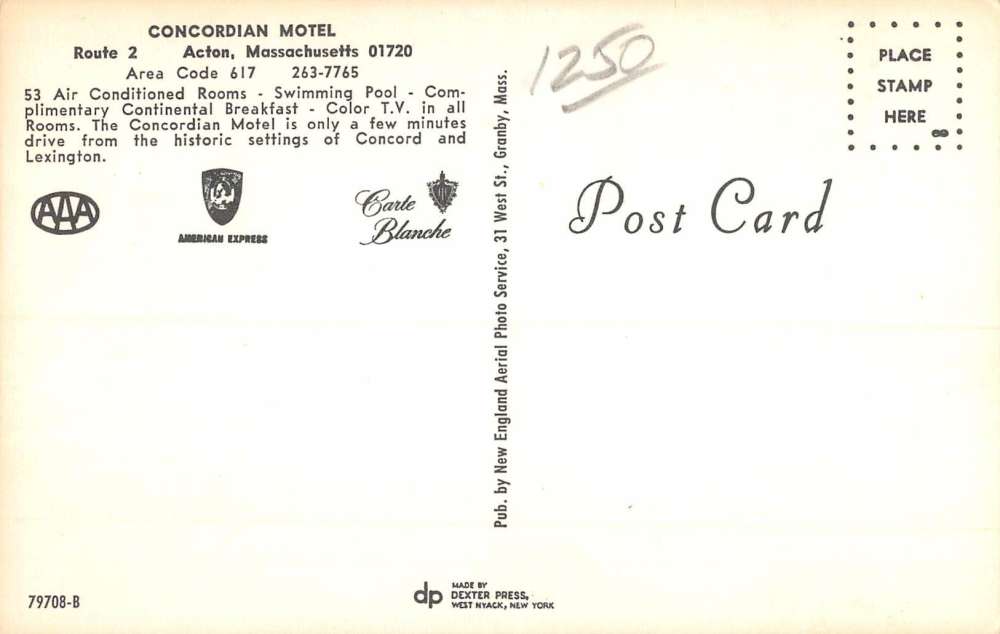 CONCORDIAN MOTEL
Route 2 Acton, Massachusetts 01720
Area Code 617 263-7765
53 Air Conditioned Rooms - Swimming Pool - Com-
plimentary Continental Breakfast - Color T.V. in all
Rooms. The Concordian Motel is only a few minutes
drive from the historic settings of Concord and
Lexington.
AAA
AMERICAN EXPRESS
Carte
Blanche
79708-B
Pub. by New England Aerial Photo Service, 31 West St., Granby, Mass.
dp
MADE BY
DEXTER PRESS,
WEST NYACK, NEW YORK
1250
PLACE
STAMP
HERE
Post Card